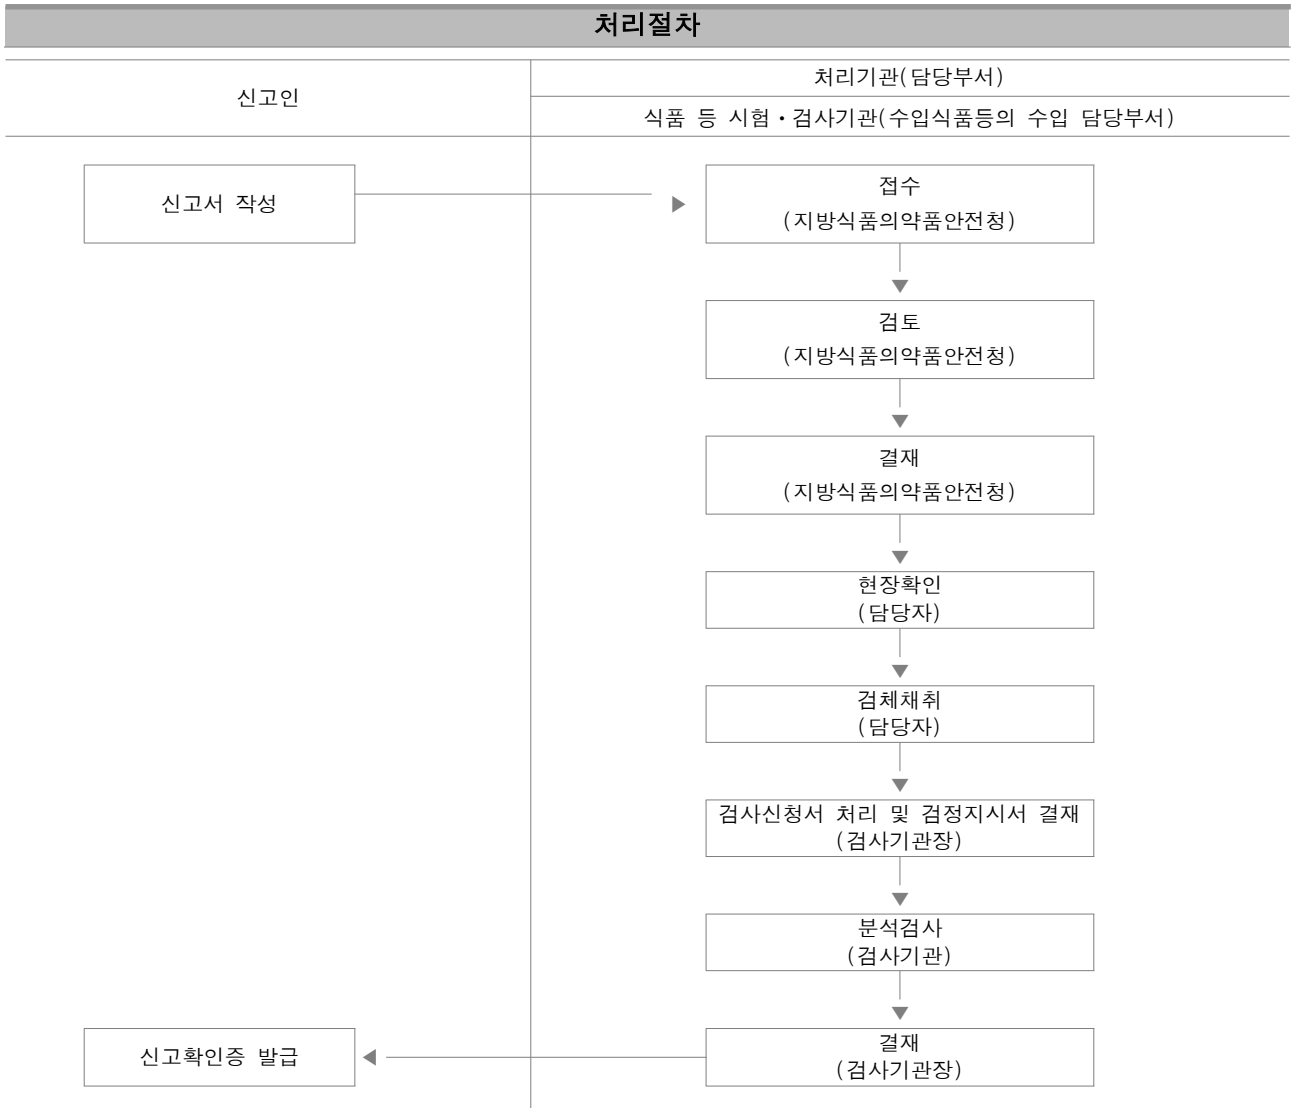 처리절차
신고인
처리기관(담당부서)
식품 등 시험・검사기관(수입식품등의 수입 담당부서)
신고서 작성
접수
(지방식품의약품안전청)
검토
(지방식품의약품안전청)
결재
(지방식품의약품안전청)
현장확인
(담당자)
검체채취
(담당자)
검사신청서 처리 및 검정지시서 결재
(검사기관장)
분석검사
(검사기관)
신고확인증 발급
결재
(검사기관장)